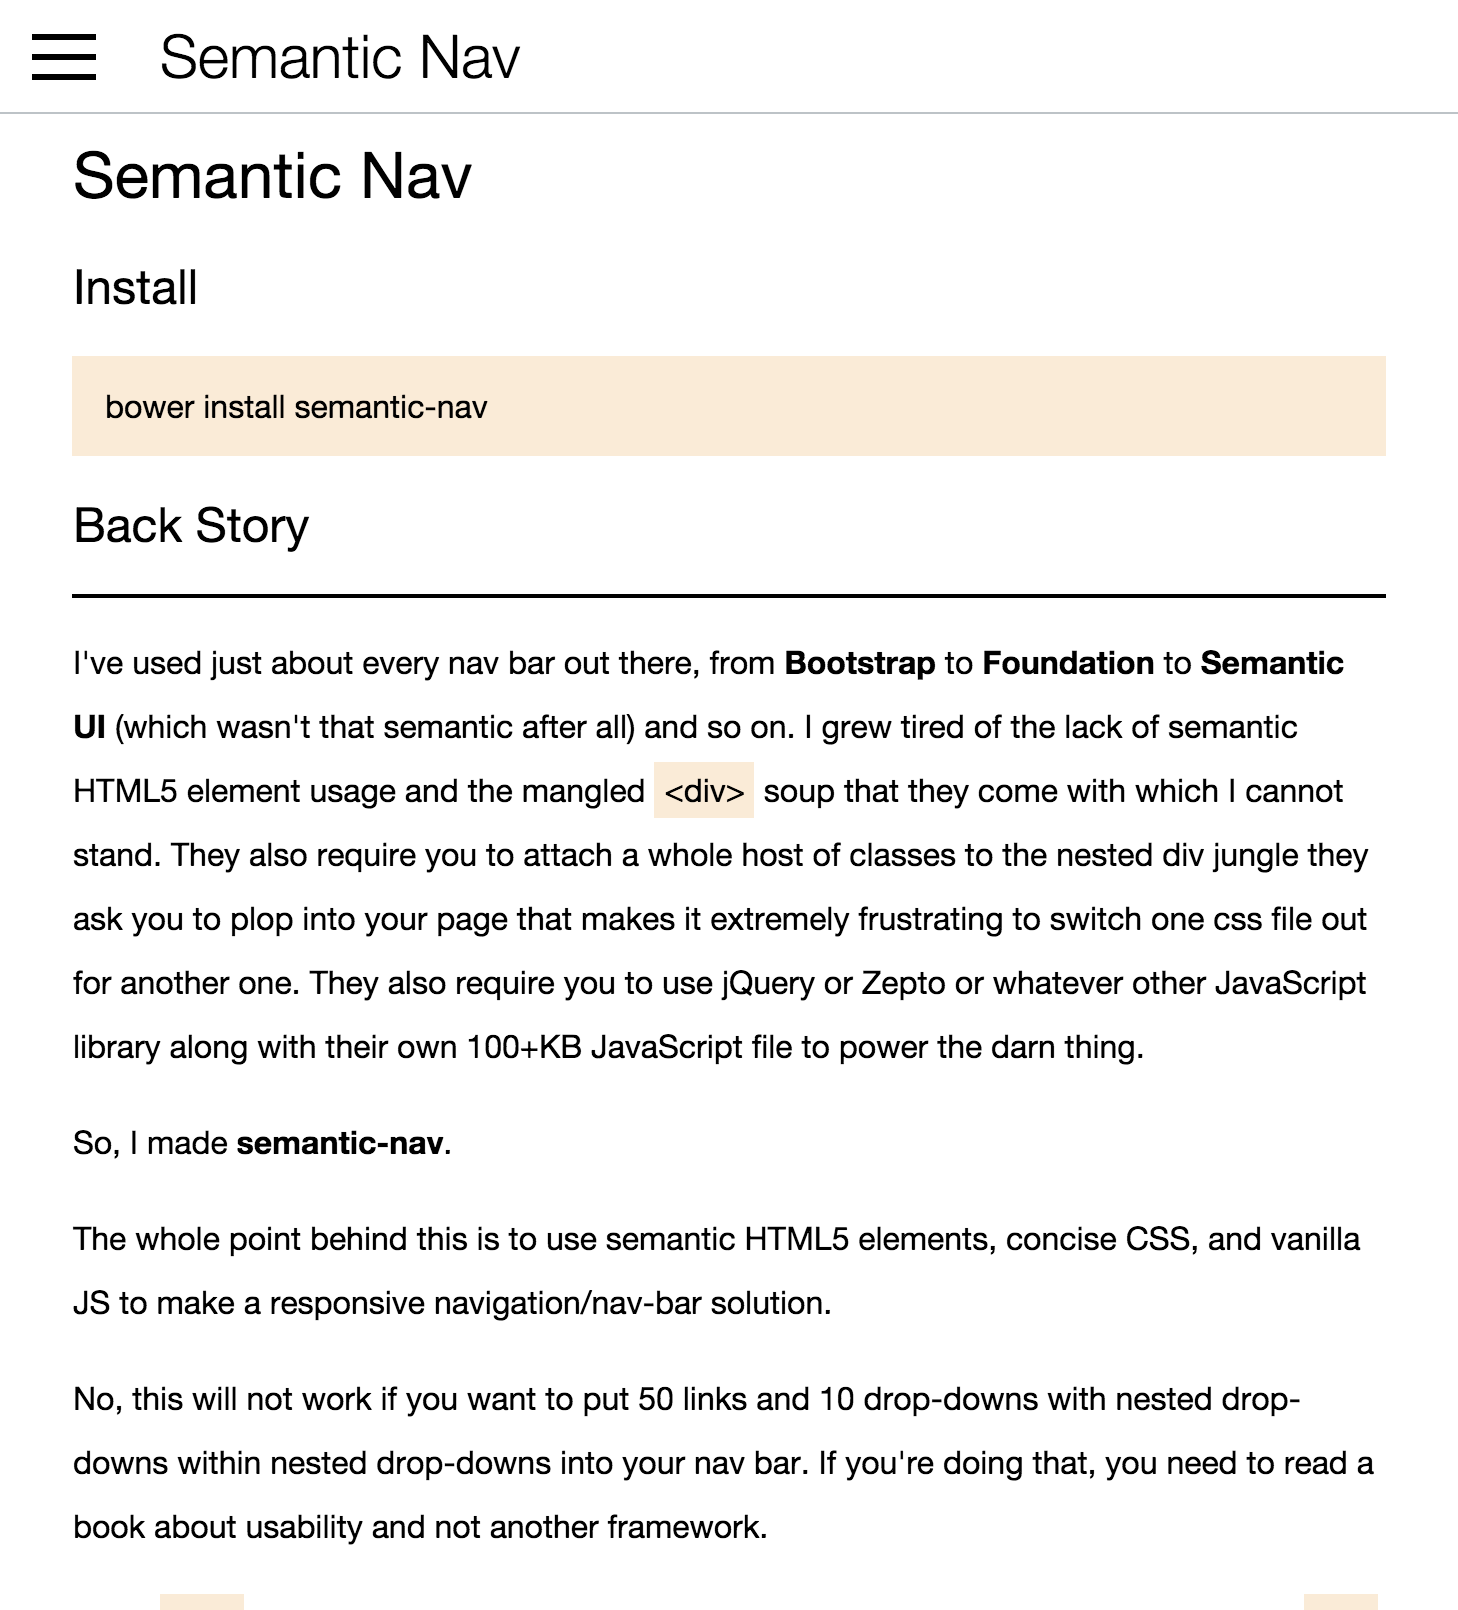 Semantic Nav
Semantic Nav
Install
bower install semantic-nav
Back Story
I've used just about every nav bar out there, from Bootstrap to Foundation to Semantic
UI (which wasn't that semantic after all) and so on. I grew tired of the lack of semantic
HTML5 element usage and the mangled <div> soup that they come with which I cannot
stand. They also require you to attach a whole host of classes to the nested div jungle they
ask you to plop into your page that makes it extremely frustrating to switch one css file out
for another one. They also require you to use jQuery or Zepto or whatever other JavaScript
library along with their own 100+KB JavaScript file to power the darn thing.
So, I made semantic-nav.
The whole point behind this is to use semantic HTML5 elements, concise CSS, and vanilla
JS to make a responsive navigation/nav-bar solution.
No, this will not work if you want to put 50 links and 10 drop-downs with nested drop-
downs within nested drop-downs into your nav bar. If you're doing that, you need to read a
book about usability and not another framework.